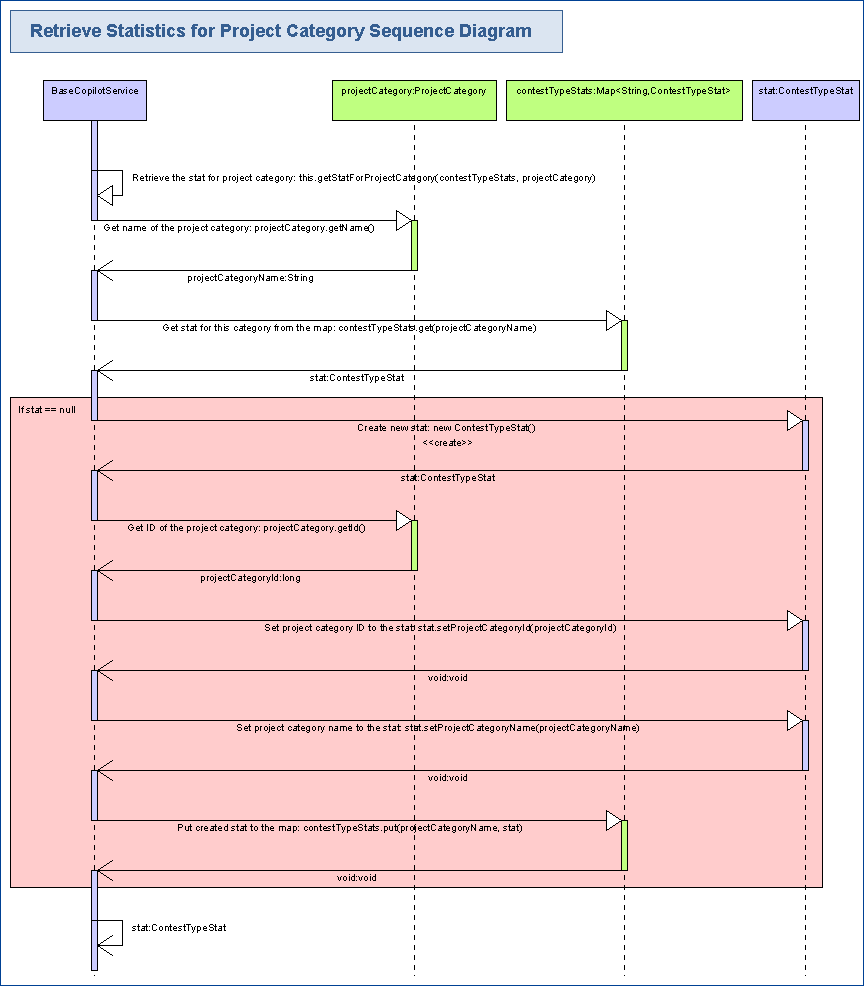 Retrieve Statistics for Project Category Sequence Diagram
BaseCopilotService
projectCategory:ProjectCategory
contestTypeStats:Map<String,ContestTypeStat>
stat:ContestTypeStat
Retrieve the stat for project category: this.getStatForProjectCategory(contestTypeStats, projectCategory)
Get name of the project category: projectCategory.getName()
projectCategoryName:String
Get stat for this category from the map: contestTypeStats.get(projectCategoryName)
stat:ContestTypeStat
If stat == null
Create new stat: new ContestTypeStat()
<<create>>
stat:ContestTypeStat
Get ID of the project category: projectCategory.getId()
projectCategoryId:long
Set project category ID to the stat: stat.setProjectCategoryId(projectCategoryId)
void:void
Set project category name to the stat: stat.setProjectCategoryName(projectCategoryName)
void:void
Put created stat to the map: contestTypeStats.put(projectCategoryName, stat)
void:void
stat:ContestTypeStat